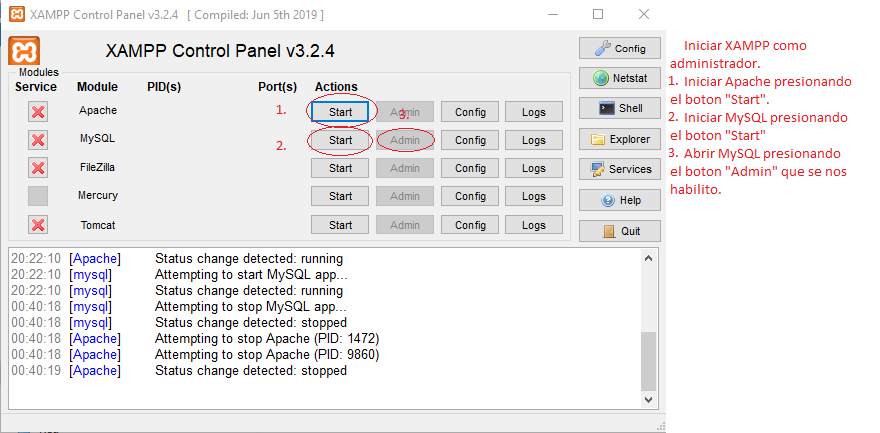 XAMPP Control Panel v3.2.4   [ Compiled: Jun 5th 2019 ]
XAMPP Control Panel v3.2.4
Modules
Service Module PID(s) Port(s) Actions
Apache 1. Start Admin 3. Config Logs
MySQL 2. Start Admin Config Logs
FileZilla Start Admin Config Logs
Mercury Start Admin Config Logs
Tomcat Start Admin Config Logs
Config
Netstat
Shell
Explorer
Services
Help
Quit
20:22:10 [Apache] Status change detected: running
20:22:10 [mysql] Attempting to start MySQL app...
20:22:10 [mysql] Status change detected: running
00:40:18 [mysql] Attempting to stop MySQL app...
00:40:18 [mysql] Status change detected: stopped
00:40:18 [Apache] Attempting to stop Apache (PID: 1472)
00:40:18 [Apache] Attempting to stop Apache (PID: 9860)
00:40:19 [Apache] Status change detected: stopped
Iniciar XAMPP como
administrador.
1. Iniciar Apache presionando
el boton "Start".
2. Iniciar MySQL presionando
el boton "Start"
3. Abrir MySQL presionando
el boton "Admin" que se nos
habilito.